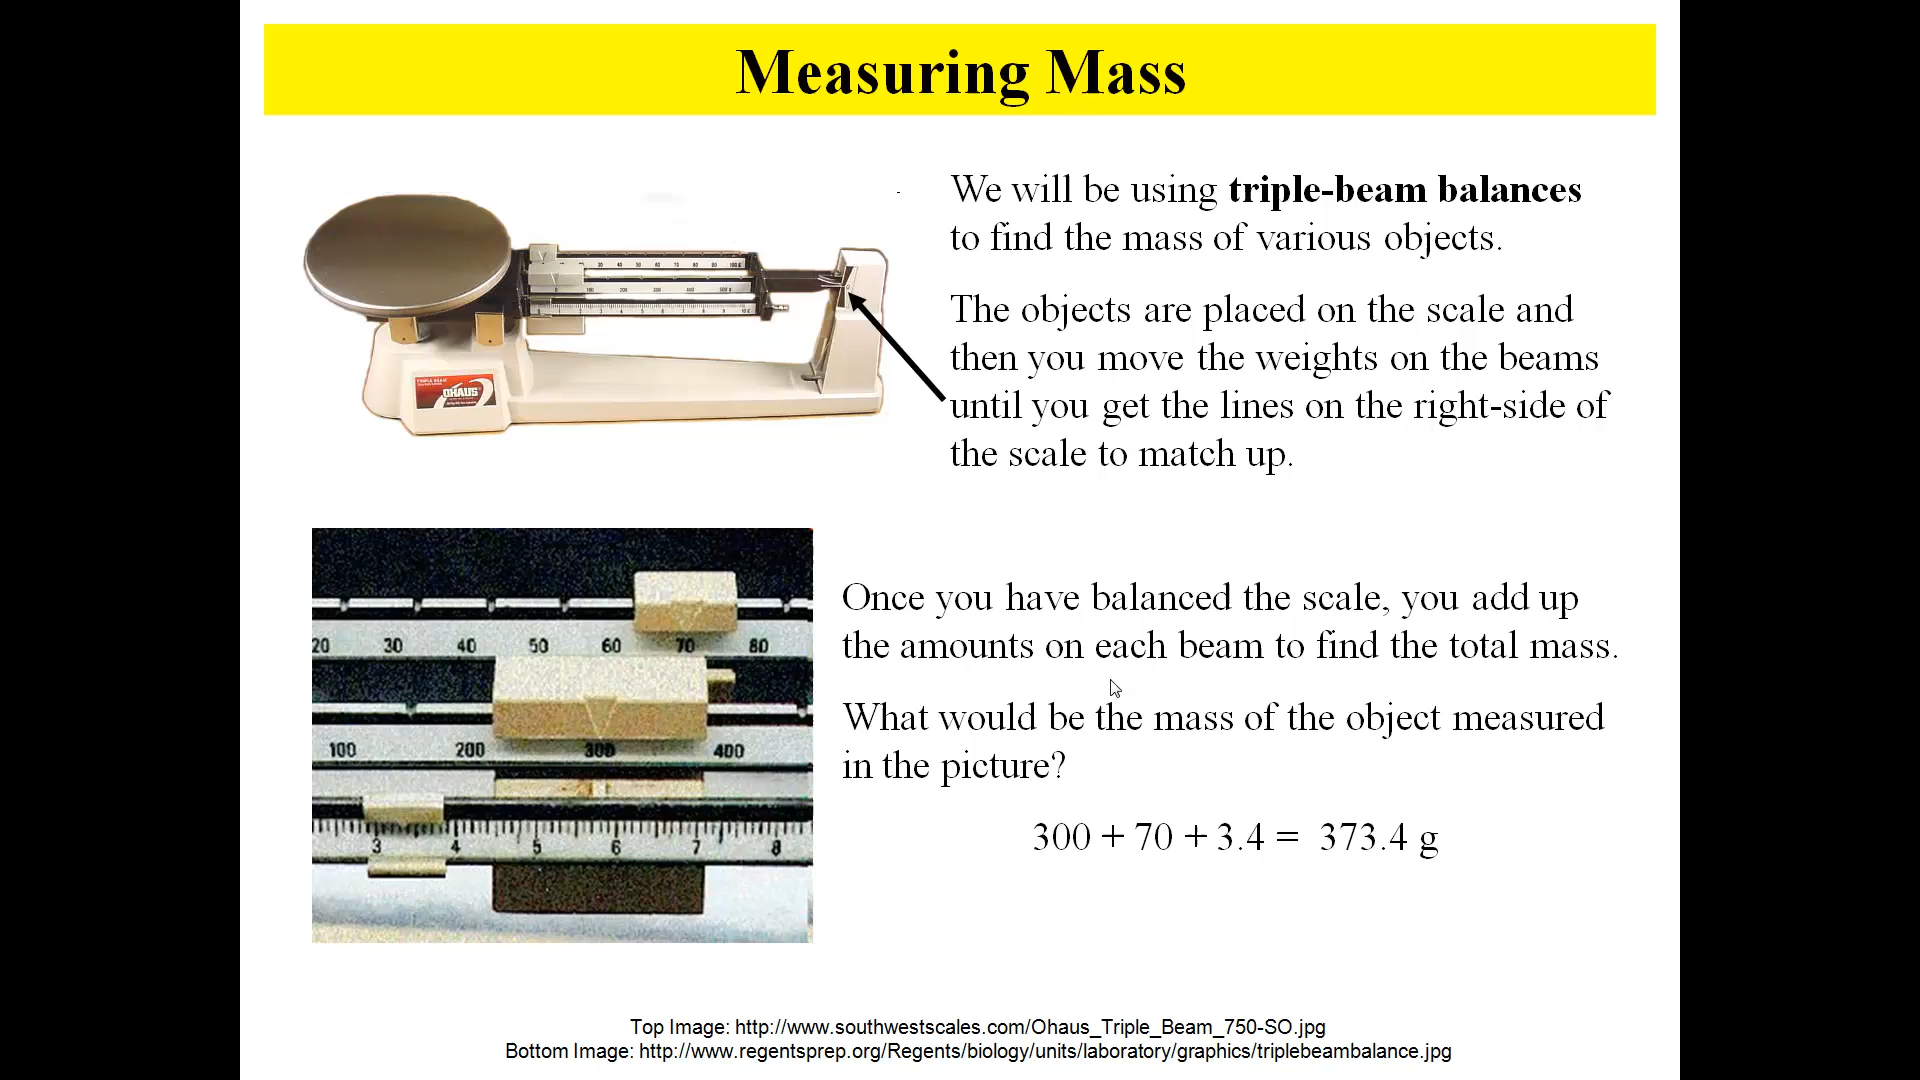 Measuring Mass
We will be using triple-beam balances
to find the mass of various objects.
The objects are placed on the scale and
then you move the weights on the beams
until you get the lines on the right-side of
the scale to match up.
TRIPLE BEAM
OHAUS
20 30 40 50 60 70 80
100 200 300 400
3 4 5 6 7 8
Once you have balanced the scale, you add up
the amounts on each beam to find the total mass.
What would be the mass of the object measured
in the picture?
300 + 70 + 3.4 = 373.4 g
Top Image: http://www.southwestscales.com/Ohaus_Triple_Beam_750-SO.jpg
Bottom Image: http://www.regentsprep.org/Regents/biology/units/laboratory/graphics/triplebeambalance.jpg